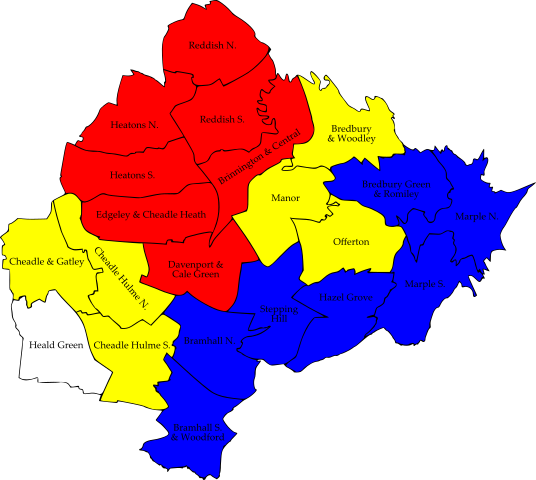 Reddish N.
Heatons N.
Reddish S.
Brinnington & Central
Bredbury
& Woodley
Heatons S.
Bredbury Green
& Romiley
Manor
Edgeley & Cheadle Heath
Marple N.
Offerton
Cheadle & Gatley
Cheadle Hulme N.
Davenport &
Cale Green
Marple S.
Hazel Grove
Stepping
Hill
Heald Green
Cheadle Hulme S.
Bramhall N.
Bramhall S.
& Woodford